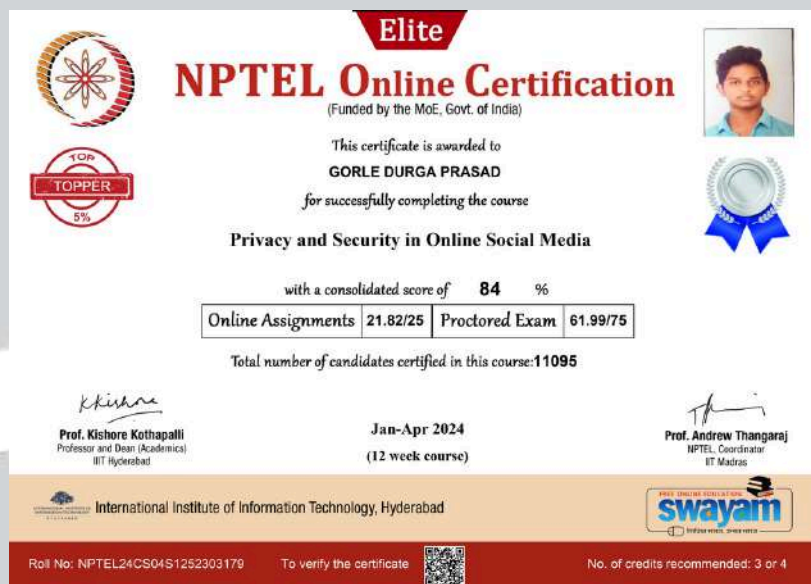 Elite
NPTEL Online Certification
(Funded by the MoE, Govt. of India)
This certificate is awarded to
GORLE DURGA PRASAD
for successfully completing the course
TOP
TOPPER
5%
Privacy and Security in Online Social Media
with a consolidated score of 84 %
Online Assignments 21.82/25 Proctored Exam 61.99/75
Total number of candidates certified in this course:11095
KKishore
Prof. Kishore Kothapalli
Professor and Dean (Academics)
IIIT Hyderabad
Jan-Apr 2024
(12 week course)
Prof. Andrew Thangaraj
NPTEL, Coordinator
IIT Madras
International Institute of Information Technology, Hyderabad
FREE ONLINE EDUCATION
swayam
Roll No: NPTEL24CS04S1252303179 To verify the certificate No. of credits recommended: 3 or 4